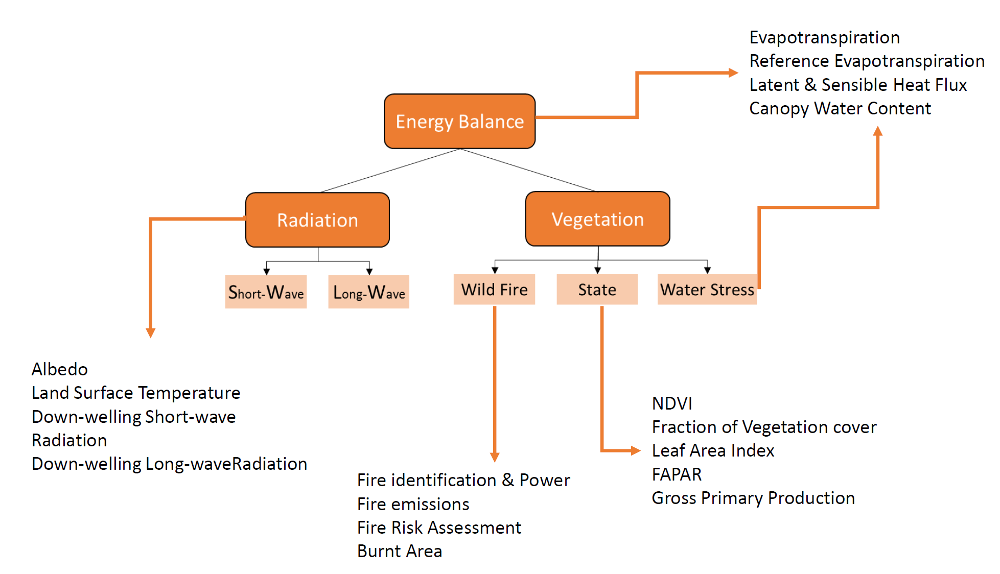 Evapotranspiration
Reference Evapotranspiration
Latent & Sensible Heat Flux
Canopy Water Content
Energy Balance
Radiation
Vegetation
Short-Wave
Long-Wave
Wild Fire
State
Water Stress
Albedo
Land Surface Temperature
Down-welling Short-wave
Radiation
Down-welling Long-waveRadiation
Fire identification & Power
Fire emissions
Fire Risk Assessment
Burnt Area
NDVI
Fraction of Vegetation cover
Leaf Area Index
FAPAR
Gross Primary Production